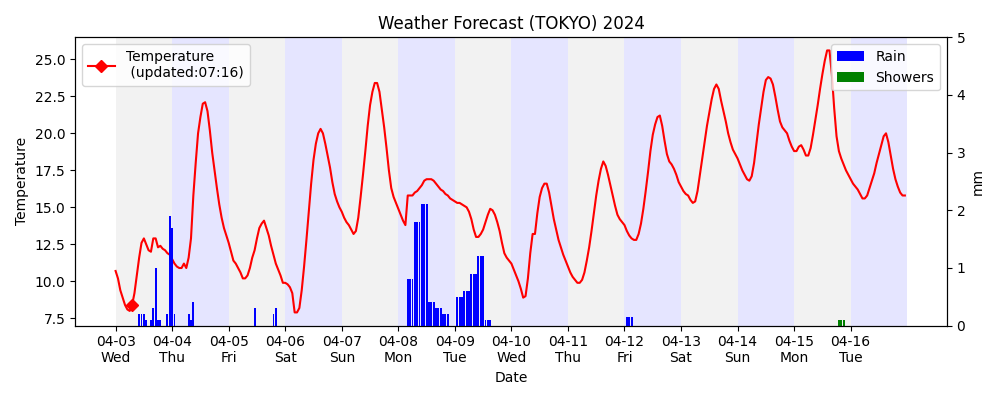 Weather Forecast (TOKYO) 2024
Temperature
(updated:07:16)
Rain
Showers
25.0
22.5
20.0
17.5
15.0
12.5
10.0
7.5
Temperature
5
4
3
2
1
0
mm
04-03 04-04 04-05 04-06 04-07 04-08 04-09 04-10 04-11 04-12 04-13 04-14 04-15 04-16
Wed Thu Fri Sat Sun Mon Tue Wed Thu Fri Sat Sun Mon Tue
Date